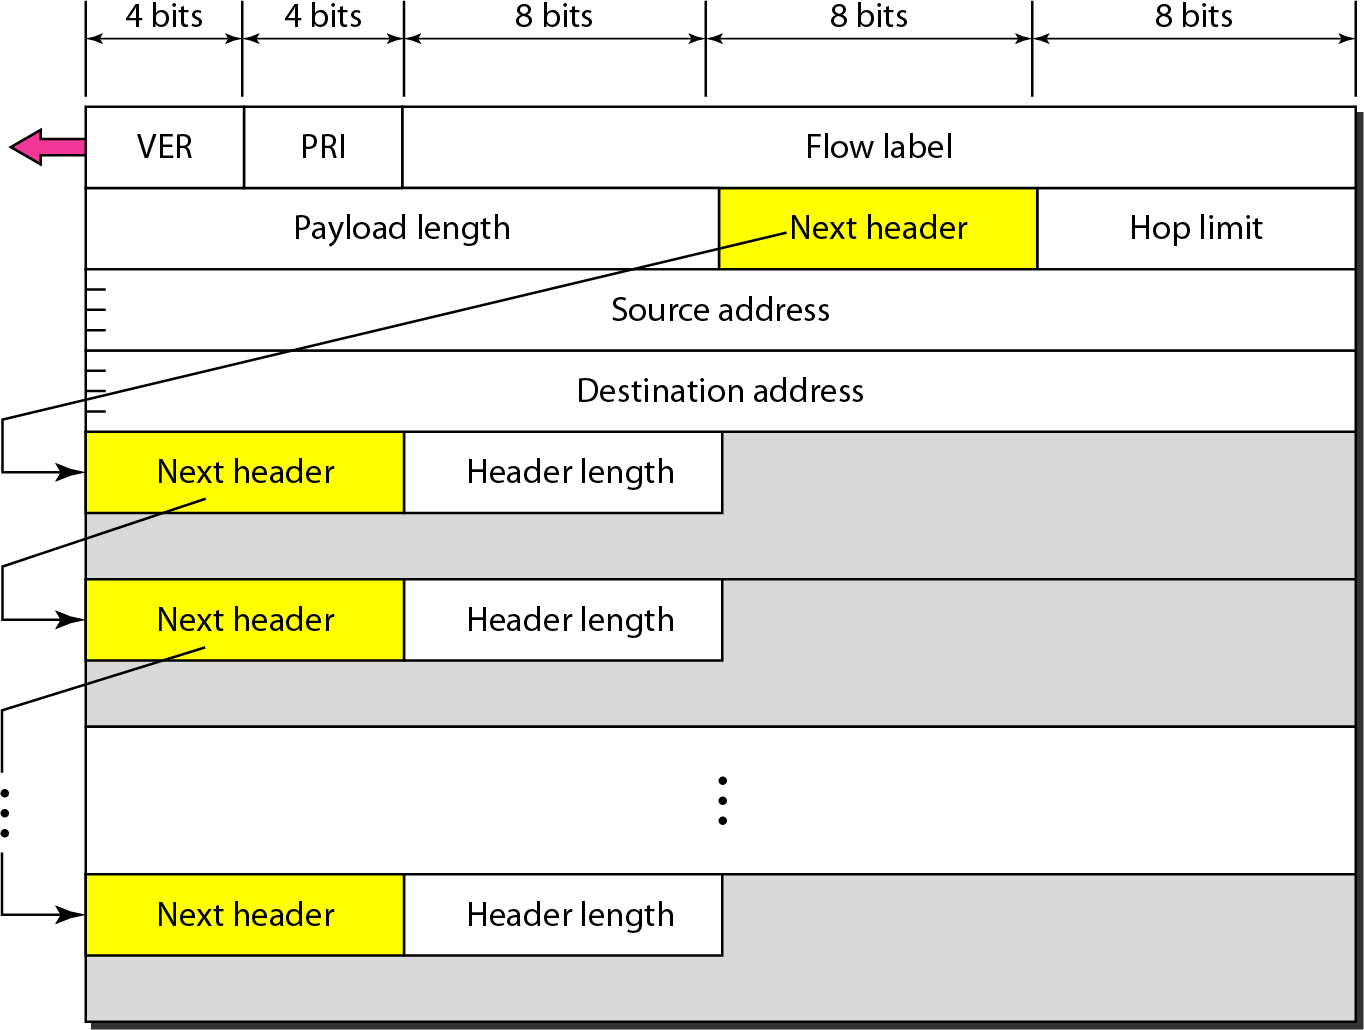 4 bits 4 bits 8 bits 8 bits 8 bits
VER PRI Flow label
Payload length Next header Hop limit
Source address
Destination address
Next header Header length
Next header Header length
Next header Header length